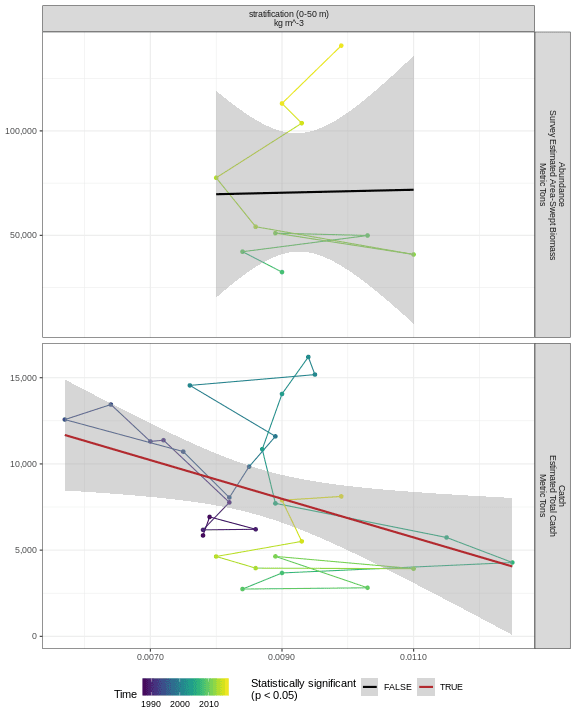 stratification (0-50 m)
kg m^-3
100,000
50,000
Abundance
Survey Estimated Area-Swept Biomass
Metric Tons
15,000
10,000
5,000
0
Catch
Estimated Total Catch
Metric Tons
0.0070
0.0090
0.0110
Time
1990
2000
2010
Statistically significant
(p < 0.05)
FALSE
TRUE